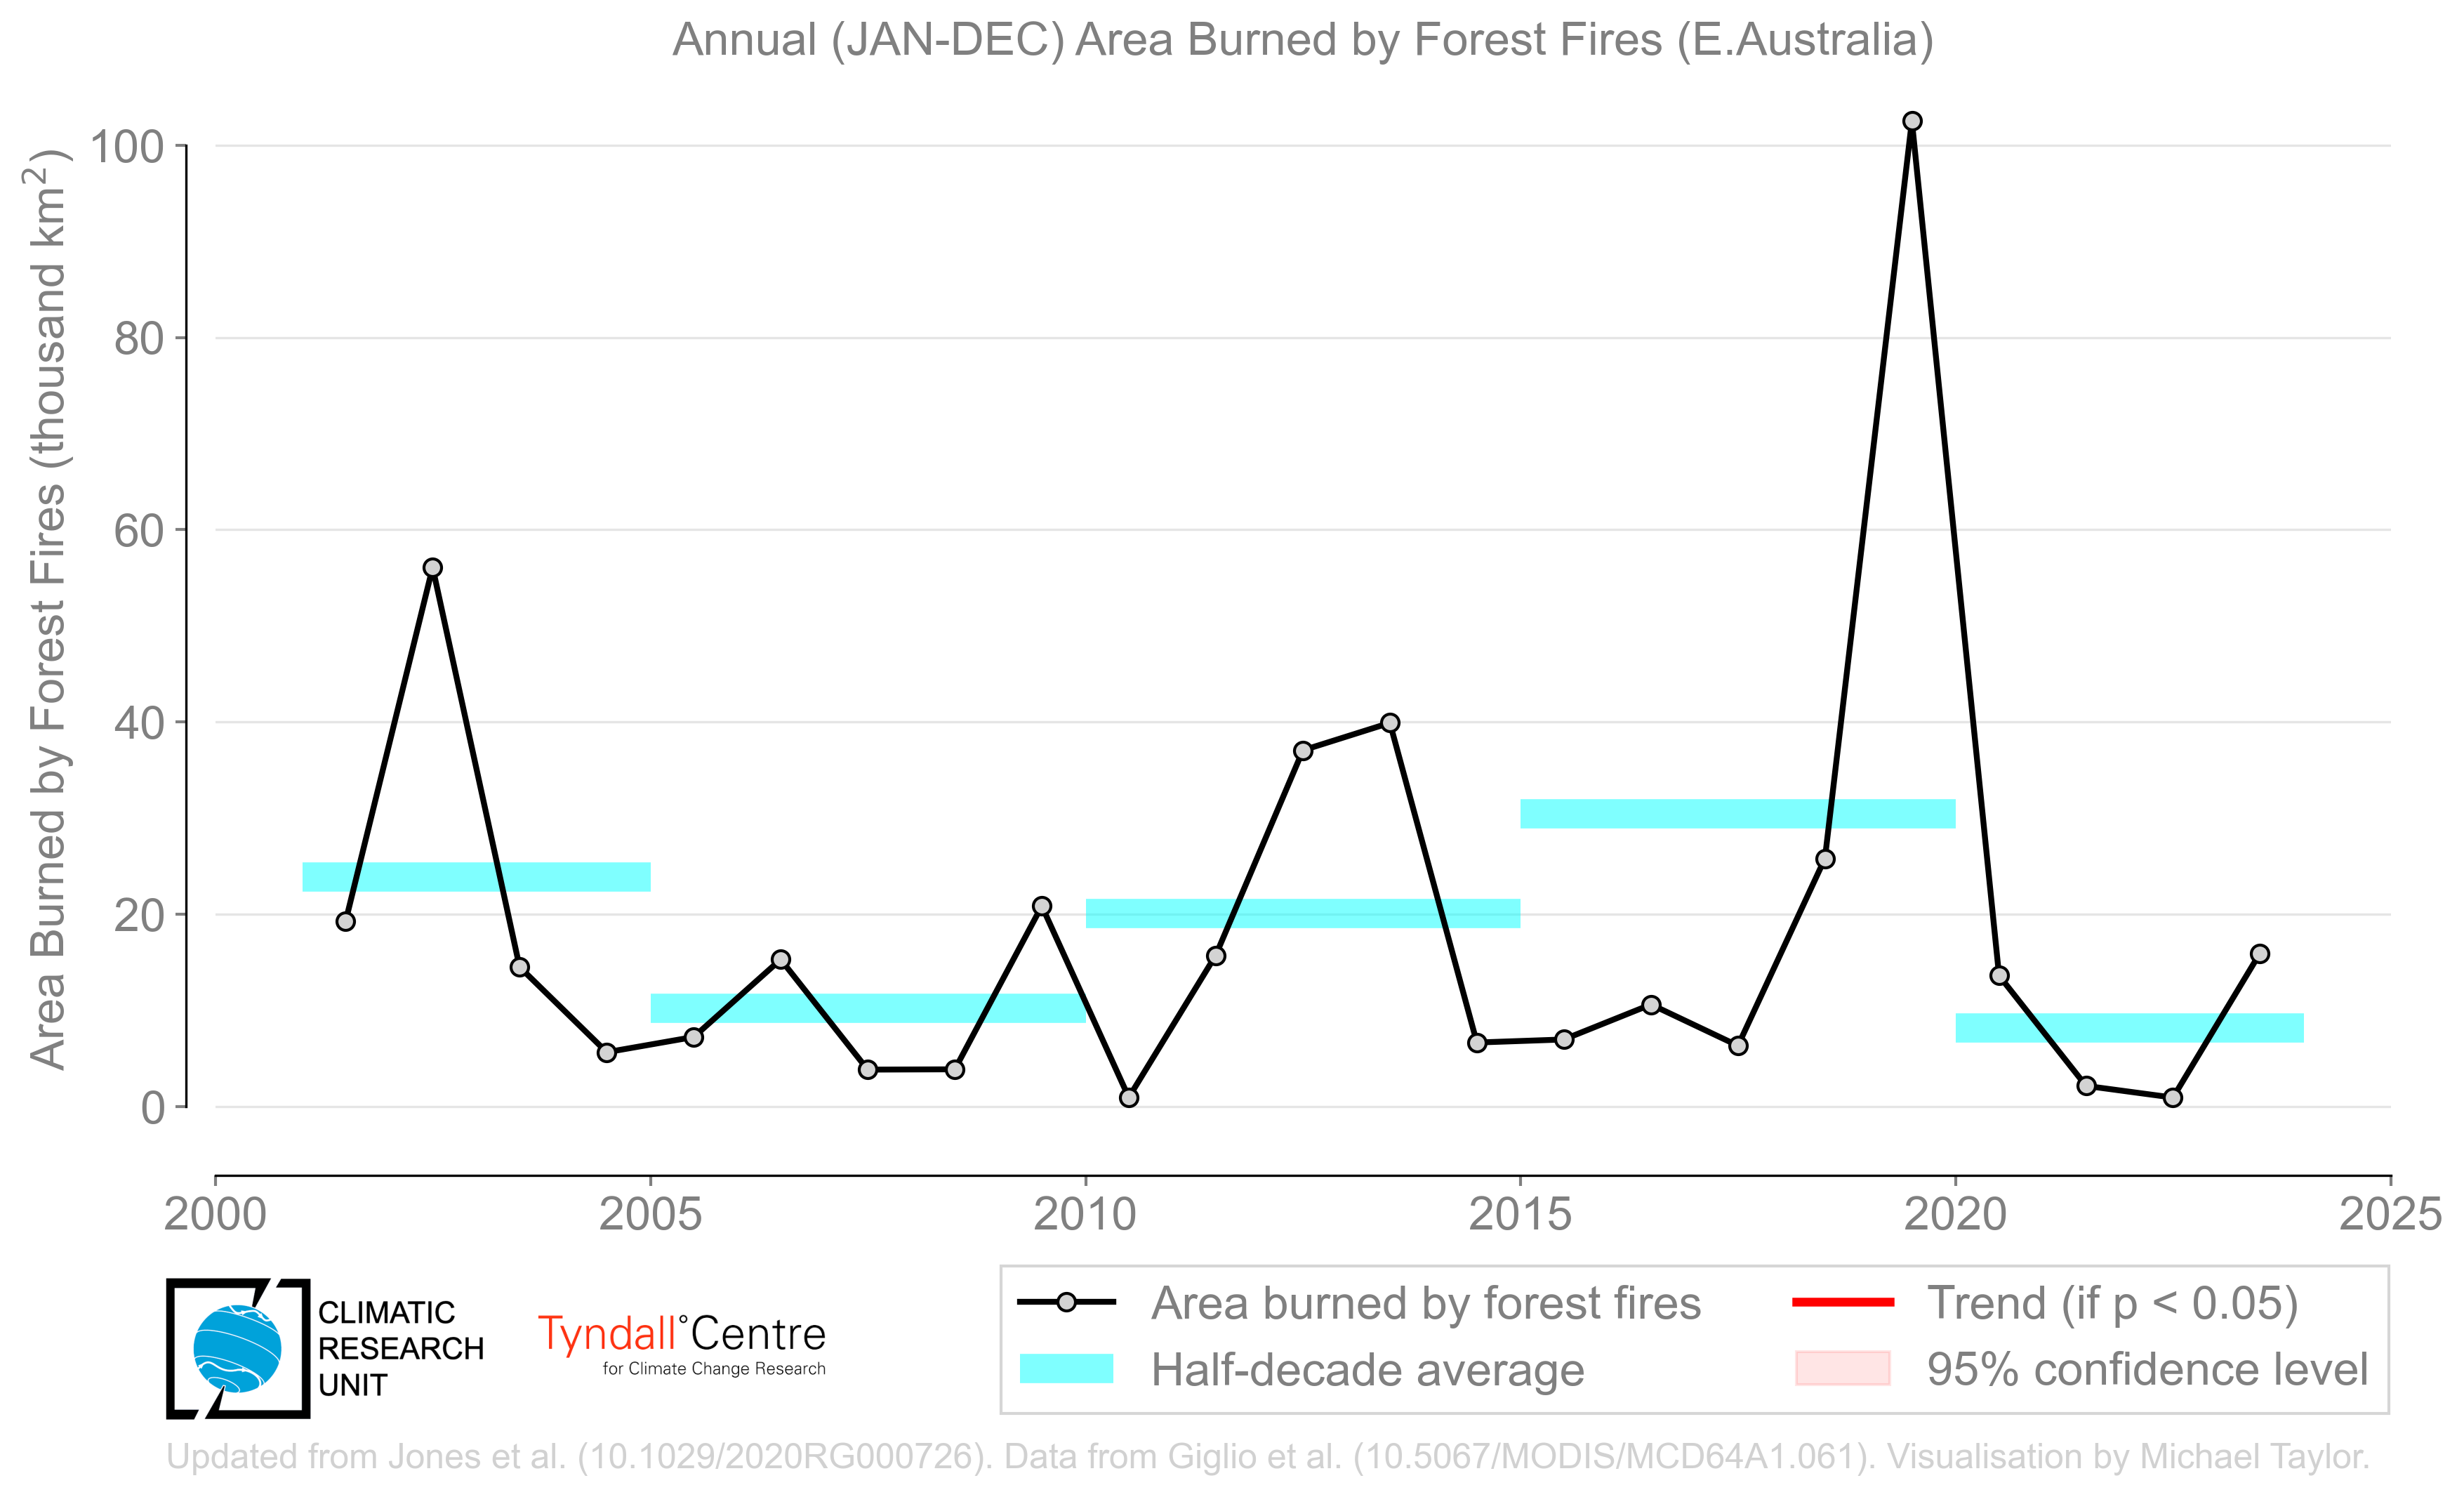 Annual (JAN-DEC) Area Burned by Forest Fires (E.Australia)
Area Burned by Forest Fires (thousand km²)
100
80
60
40
20
0
2000 2005 2010 2015 2020 2025
CLIMATIC
RESEARCH
UNIT
Tyndall°Centre
for Climate Change Research
Area burned by forest fires
Half-decade average
Trend (if p < 0.05)
95% confidence level
Updated from Jones et al. (10.1029/2020RG000726). Data from Giglio et al. (10.5067/MODIS/MCD64A1.061). Visualisation by Michael Taylor.